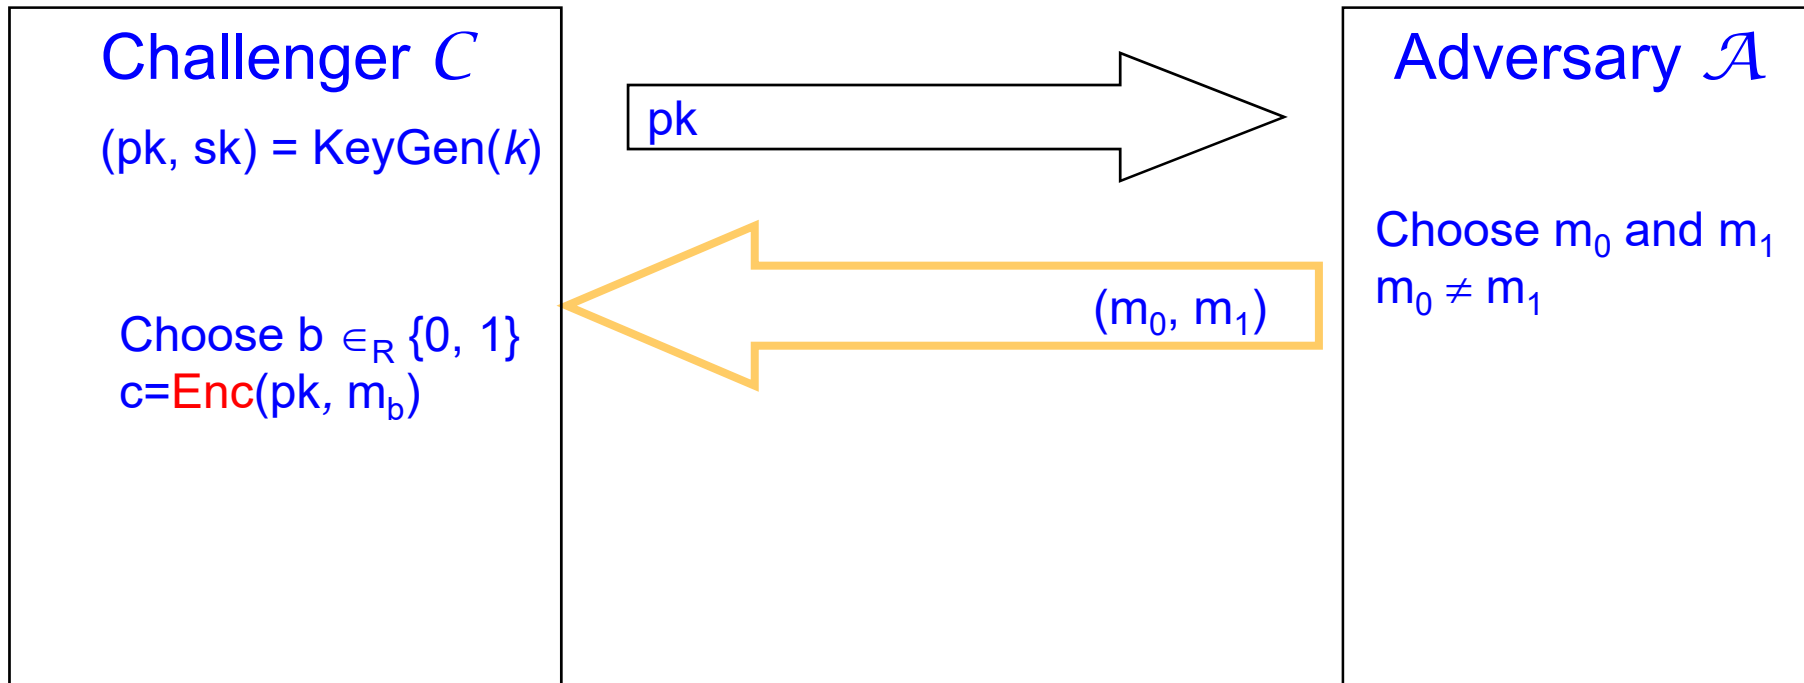 Challenger C
(pk, sk) = KeyGen(k)
Choose b ∈R {0, 1}
c=Enc(pk, mb)
pk
(m0, m1)
Adversary A
Choose m0 and m1
m0 ≠ m1